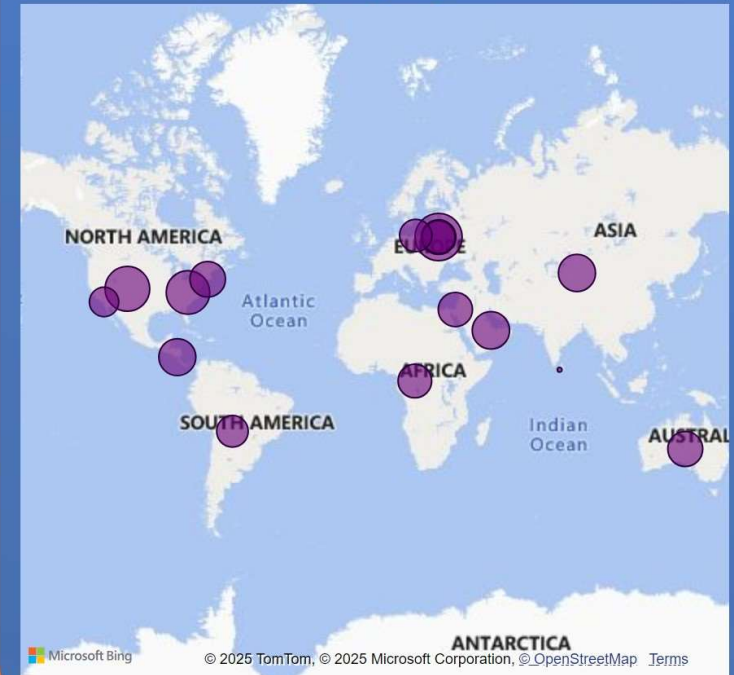 NORTH AMERICA
ASIA
EUROPE
Atlantic
Ocean
AFRICA
SOUTH AMERICA
Indian
Ocean
AUSTRAL
ANTARCTICA
Microsoft Bing
© 2025 TomTom, © 2025 Microsoft Corporation, © OpenStreetMap Terms